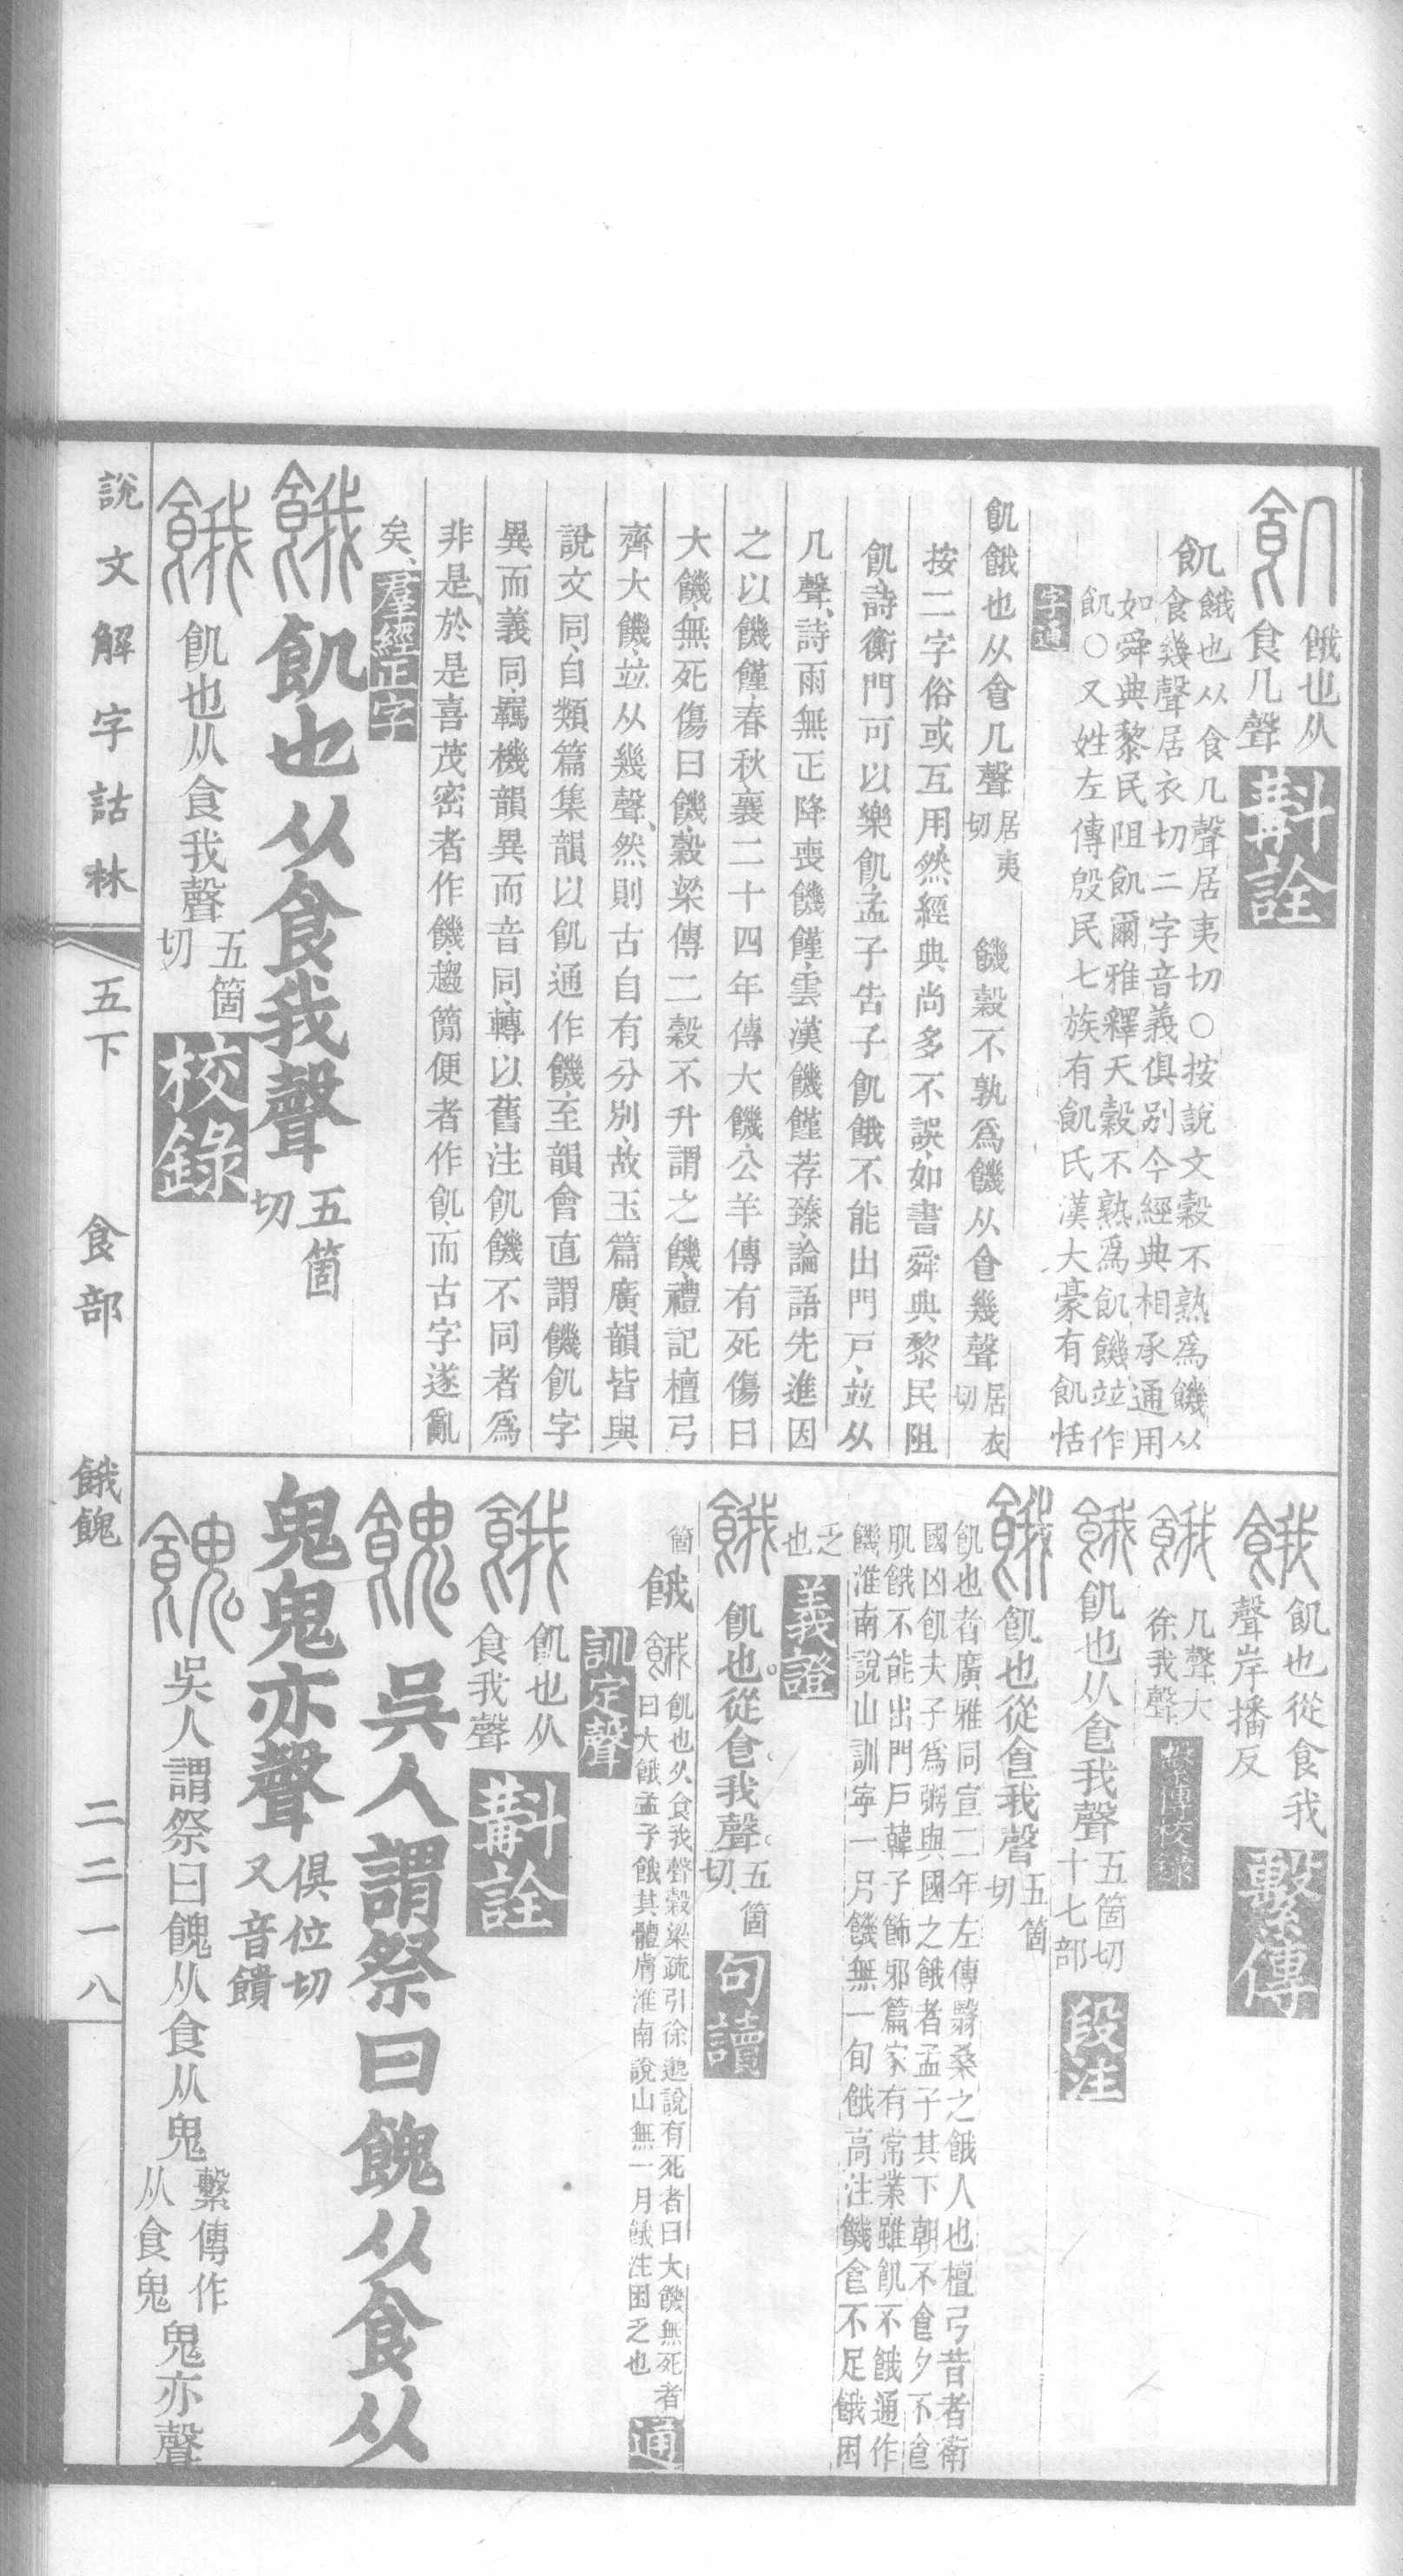 飢
餓也从
食几聲
斠詮
飢
餓也从食几聲居夷切〇按說文穀不熟爲饑从
食幾聲居衣切二字音義俱別今經典相承通用
如舜典黎民阻飢爾雅釋天穀不熟爲飢饑竝作
飢〇又姓左傳殷民七族有飢氏漢大豪有飢恬
字通
飢餓也从𠊊几聲居夷切 饑穀不孰爲饑从𠊊幾聲居衣切
按二字俗或互用然經典尚多不誤如書舜典黎民阻
飢詩衡門可以樂飢孟子告子飢餓不能出門戶竝从
几聲詩雨無正降喪饑饉雲漢饑饉荐臻論語先進因
之以饑饉春秋襄二十四年傳大饑公羊傳有死傷曰
大饑無死傷曰饑穀梁傳二穀不升謂之饑禮記檀弓
齊大饑竝从幾聲然則古自有分別故玉篇廣韻皆與
說文同自類篇集韻以飢通作饑至韻會直謂饑飢字
異而義同羈機韻異而音同轉以舊注飢饑不同者爲
非是於是喜茂密者作饑趨簡便者作飢而古字遂亂
矣羣經正字
餓飢也从食我聲五箇切
餓飢也从食我聲五箇切校錄
餓飢也從食我
聲岸播反繫傳
餓几聲大
徐我聲繫傳校錄
餓飢也从𠊊我聲五箇切十七部段注
餓飢也從𠊊我聲五箇切
飢也者廣雅同宣二年左傳翳桑之餓人也檀弓昔者衛
國凶飢夫子爲粥與國之餓者孟子其下朝不𠊊夕不𠊊
飢餓不能出門戶韓子飾邪篇家有常業雖飢不餓通作
饑淮南說山訓寧一月饑無一旬餓高注饑𠊊不足餓困
乏也義證
餓飢也從𠊊我聲五箇切句讀
餓飢也从食我聲穀梁疏引徐邈說有死者曰大饑無死者
曰大餓孟子餓其體膚淮南說山無一月餓注困乏也
通訓定聲
餓飢也从
食我聲斠詮
餽吳人謂祭曰餽从食从
鬼鬼亦聲俱位切又音饋
餽吳人謂祭曰餽从食从鬼繫傳作从食鬼鬼亦聲
說文解字詁林 五下 食部 餓餽 二二一八